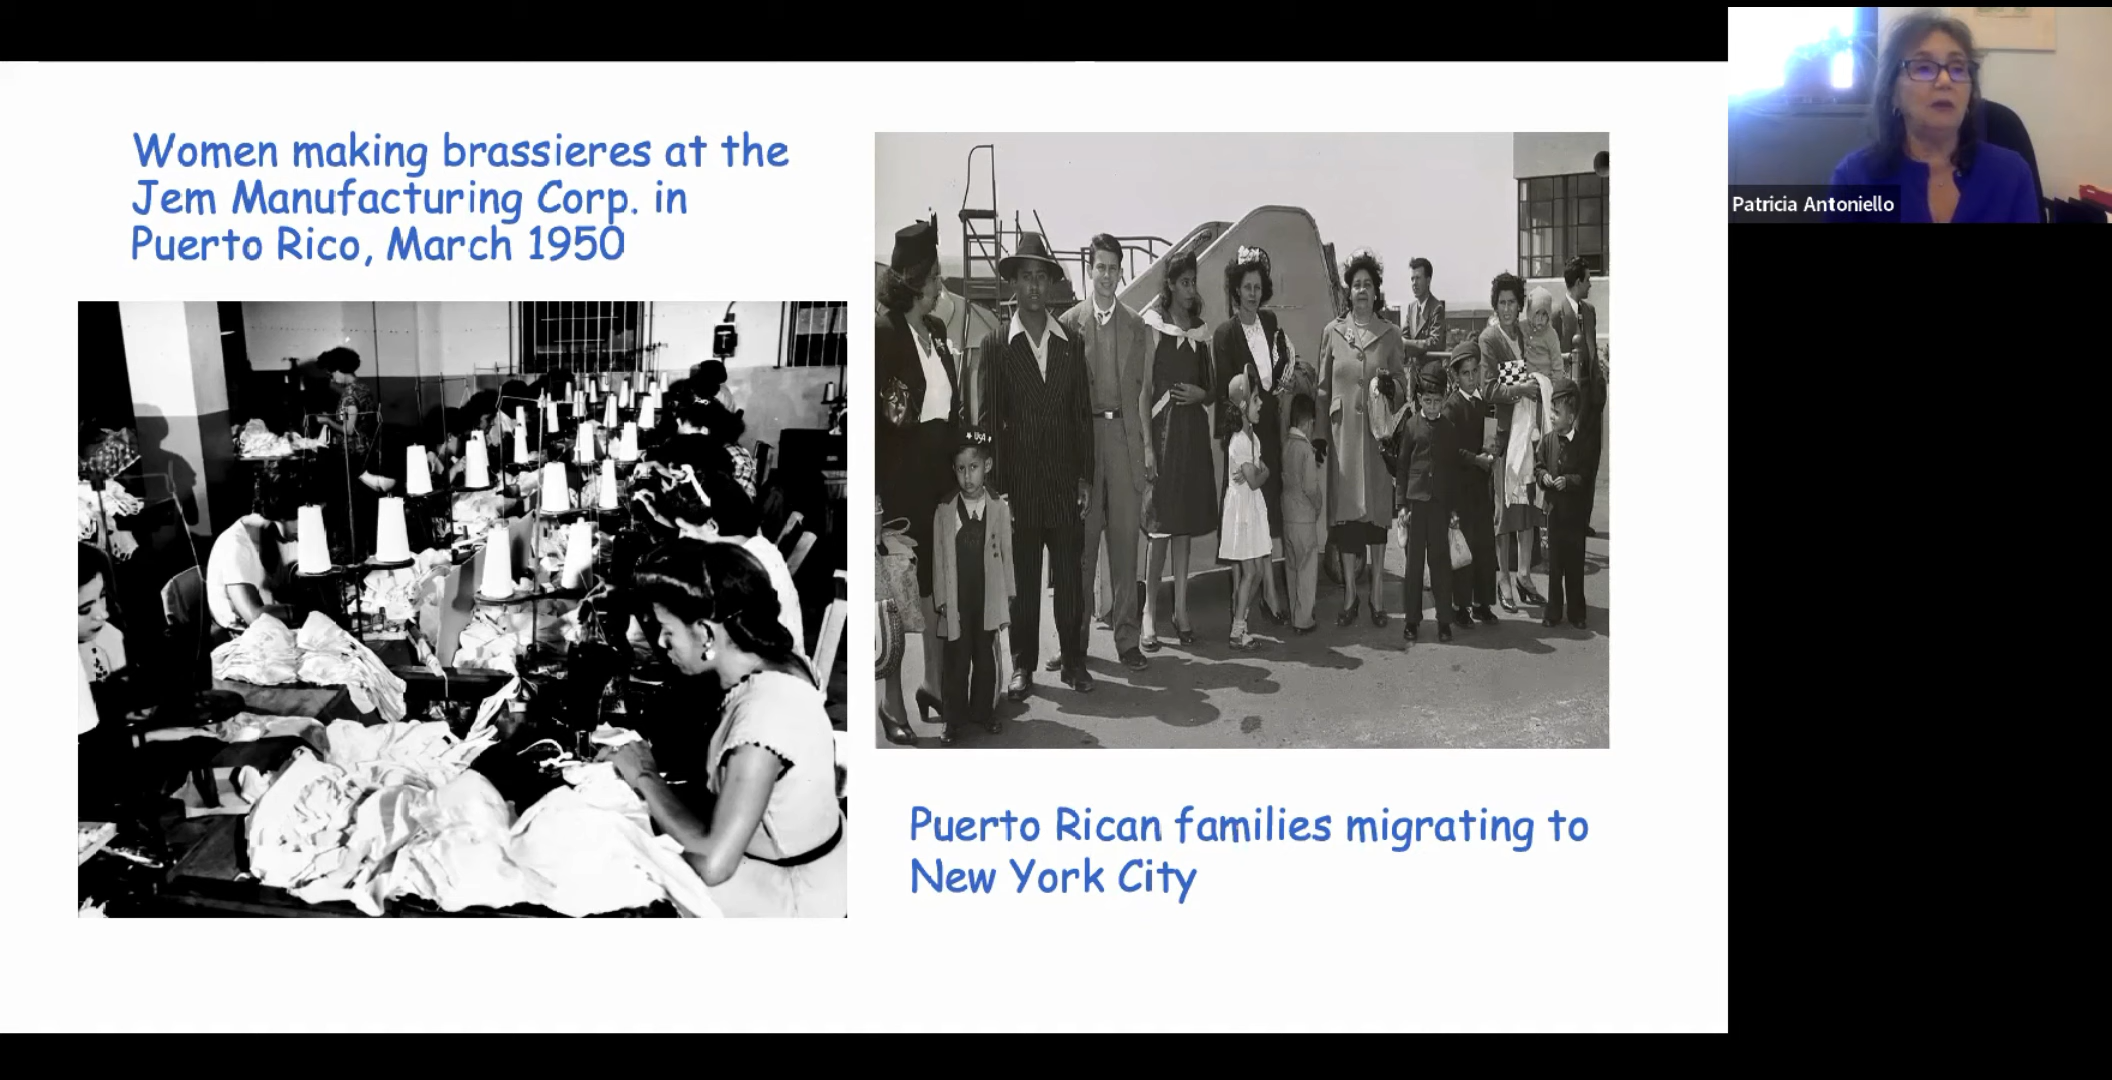 Women making brassieres at the
Jem Manufacturing Corp. in
Puerto Rico, March 1950
USA
Puerto Rican families migrating to
New York City
Patricia Antoniello